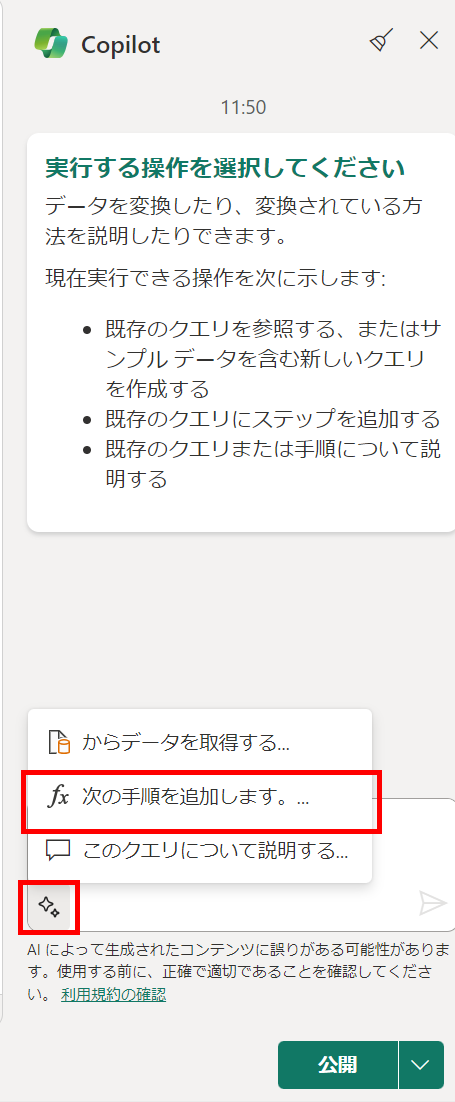 Copilot
11:50
実行する操作を選択してください
データを変換したり、変換されている方
法を説明したりできます。
現在実行できる操作を次に示します:
既存のクエリを参照する、またはサ
ンプル データを含む新しいクエリ
を作成する
既存のクエリにステップを追加する
既存のクエリまたは手順について説
明する
からデータを取得する...
fx 次の手順を追加します。...
このクエリについて説明する...
AI によって生成されたコンテンツに誤りがある可能性がありま
す。使用する前に、正確で適切であることを確認してくださ
い。 利用規約の確認
公開